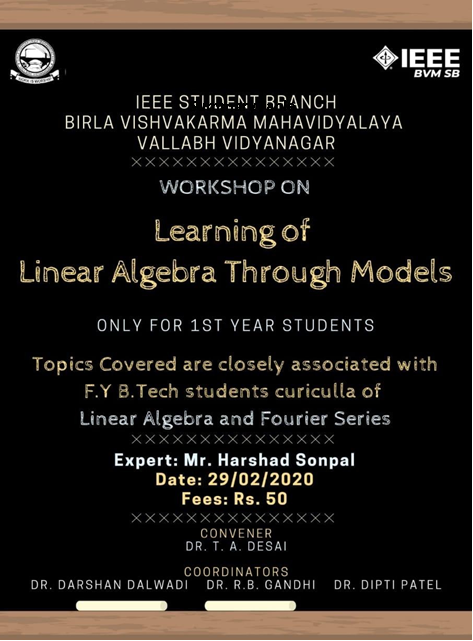 IEEE
BVM SB
IEEE STUDENT BRANCH
BIRLA VISHVAKARMA MAHAVIDYALAYA
VALLABH VIDYANAGAR
XXXXXXXXXXXXXXXX
WORKSHOP ON
Learning of
Linear Algebra Through Models
ONLY FOR 1ST YEAR STUDENTS
Topics Covered are closely associated with
F.Y B.Tech students curiculla of
Linear Algebra and Fourier Series
XXXXXXXXXXXXXXXX
Expert: Mr. Harshad Sonpal
Date: 29/02/2020
Fees: Rs. 50
XXXXXXXXXXXXXXXX
CONVENER
DR. T. A. DESAI
COORDINATORS
DR. DARSHAN DALWADI DR. R.B. GANDHI DR. DIPTI PATEL